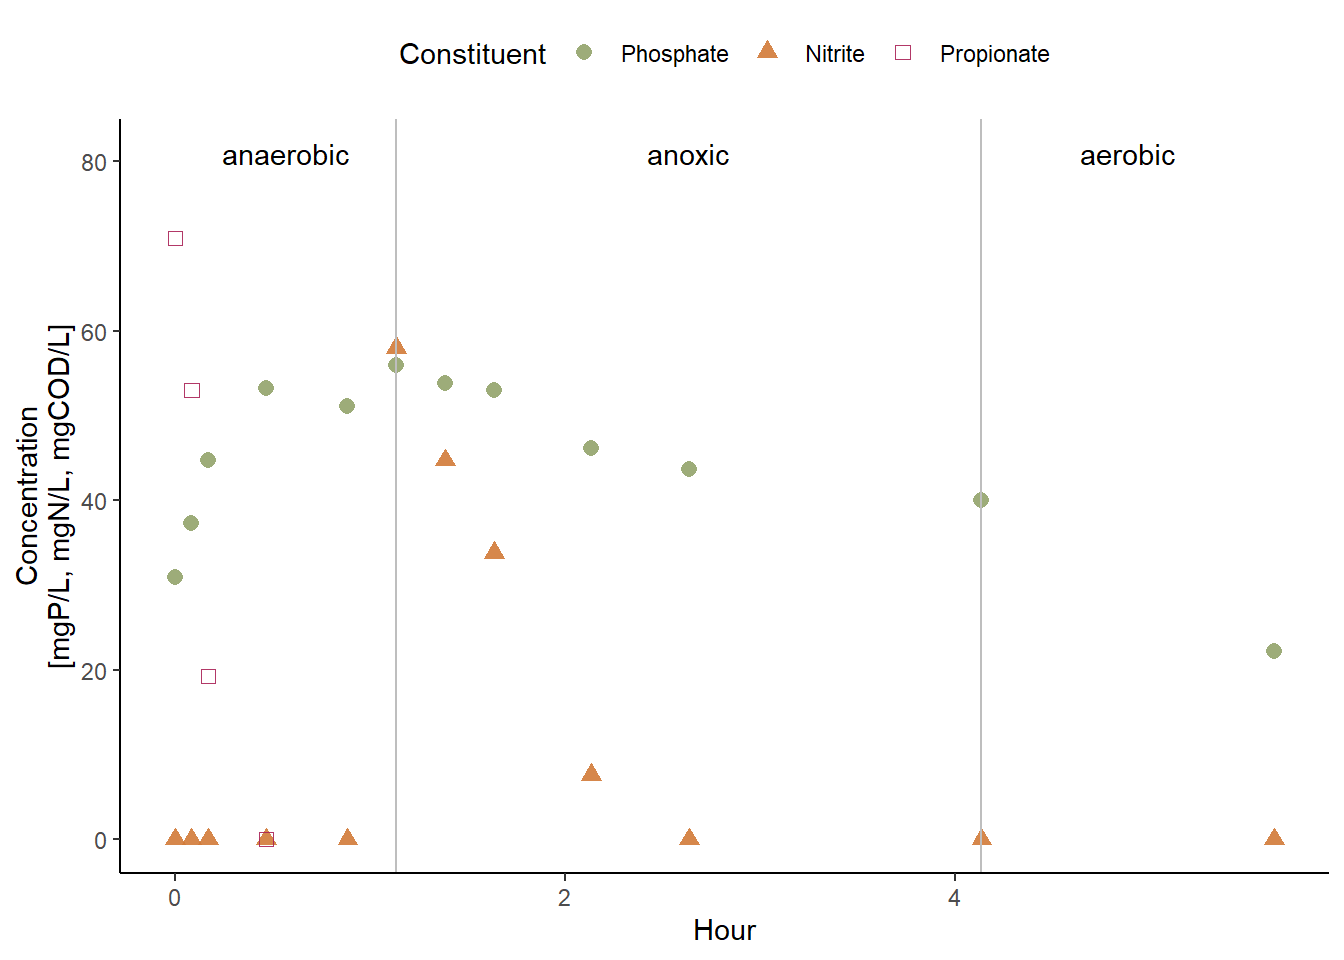 Constituent Phosphate Nitrite Propionate
anaerobic anoxic aerobic
80
60
40
20
0
Concentration
[mgP/L, mgN/L, mgCOD/L]
0 2 4
Hour